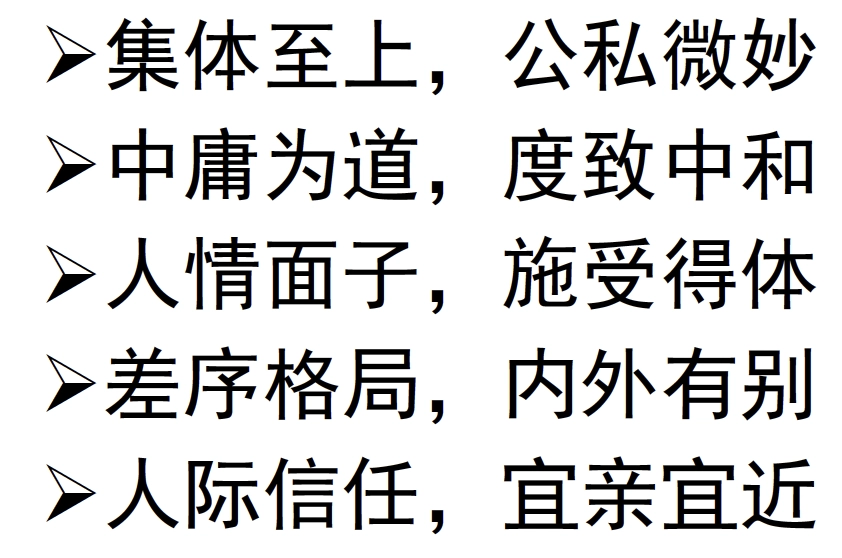 ➢集体至上，公私微妙
➢中庸为道，度致中和
➢人情面子，施受得体
➢差序格局，内外有别
➢人际信任，宜亲宜近